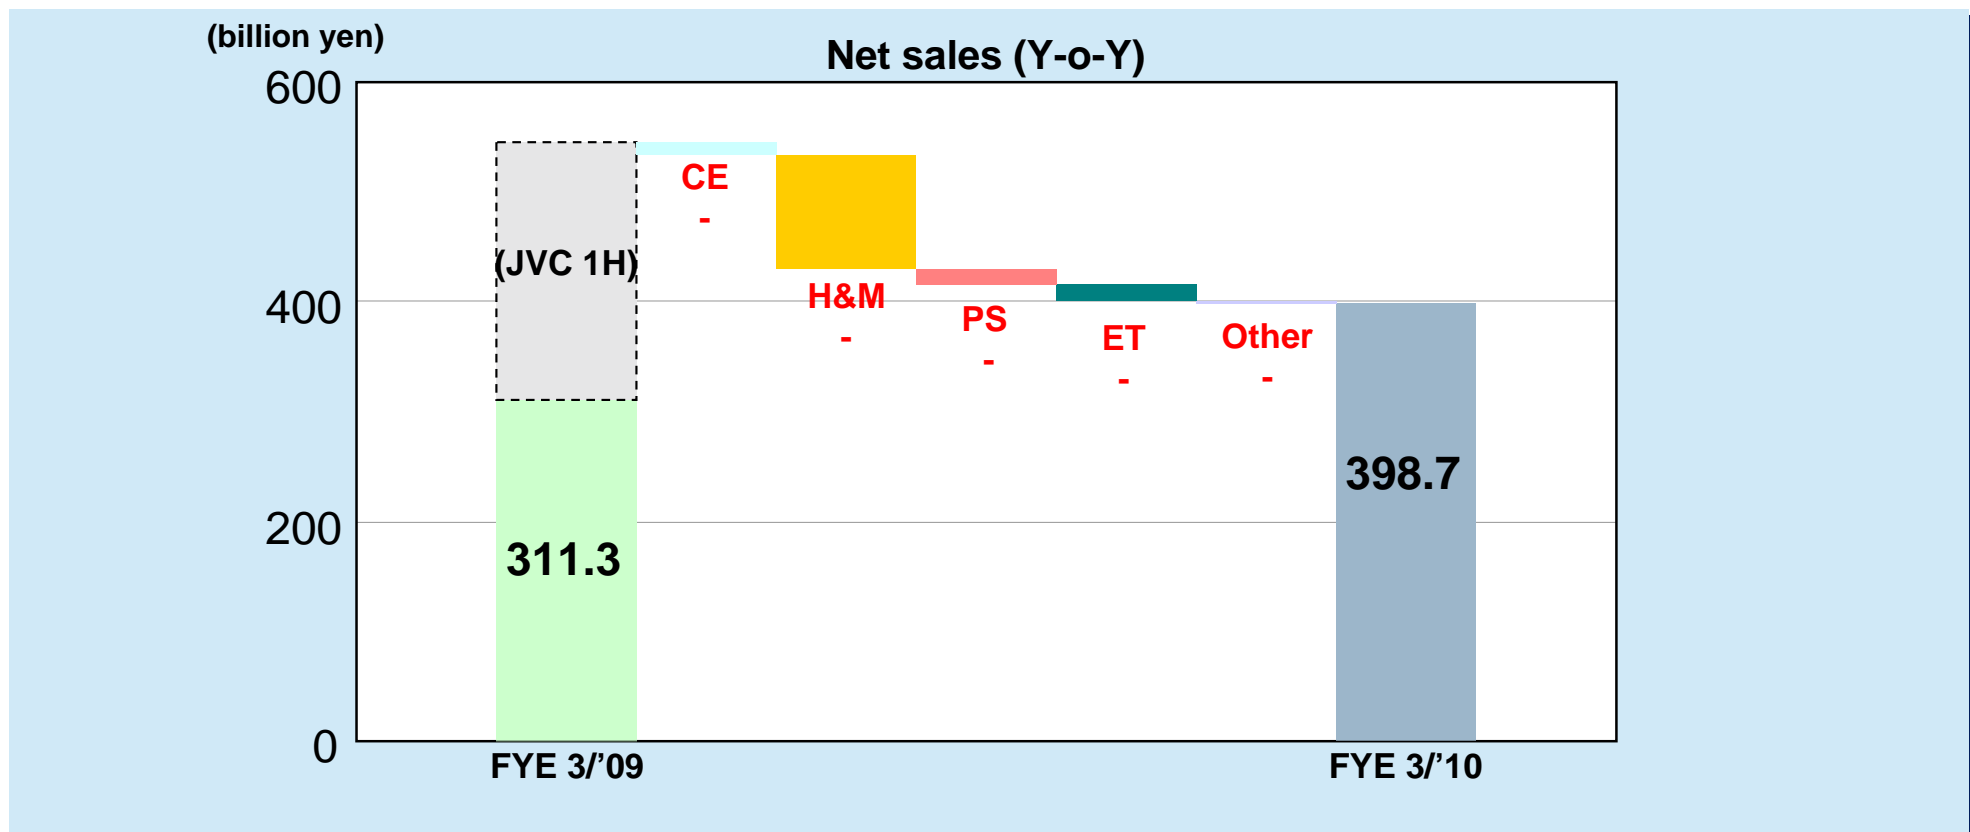 (billion yen)
Net sales (Y-o-Y)
600
400
200
0
(JVC 1H)
311.3
CE
-
H&M
-
PS
-
ET
-
Other
-
398.7
FYE 3/’09
FYE 3/’10